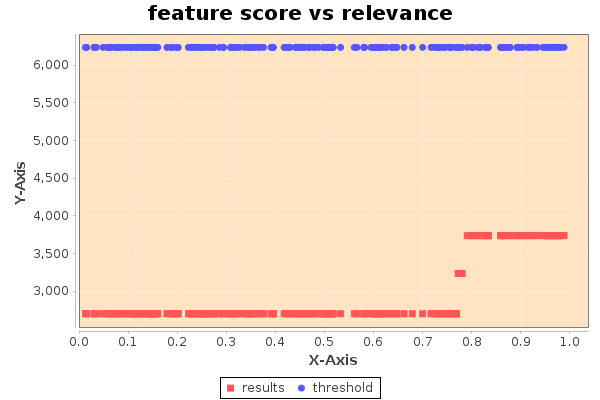 feature score vs relevance
6,000
5,500
5,000
4,500
4,000
3,500
3,000
Y-Axis
0.0 0.1 0.2 0.3 0.4 0.5 0.6 0.7 0.8 0.9 1.0
X-Axis
results threshold